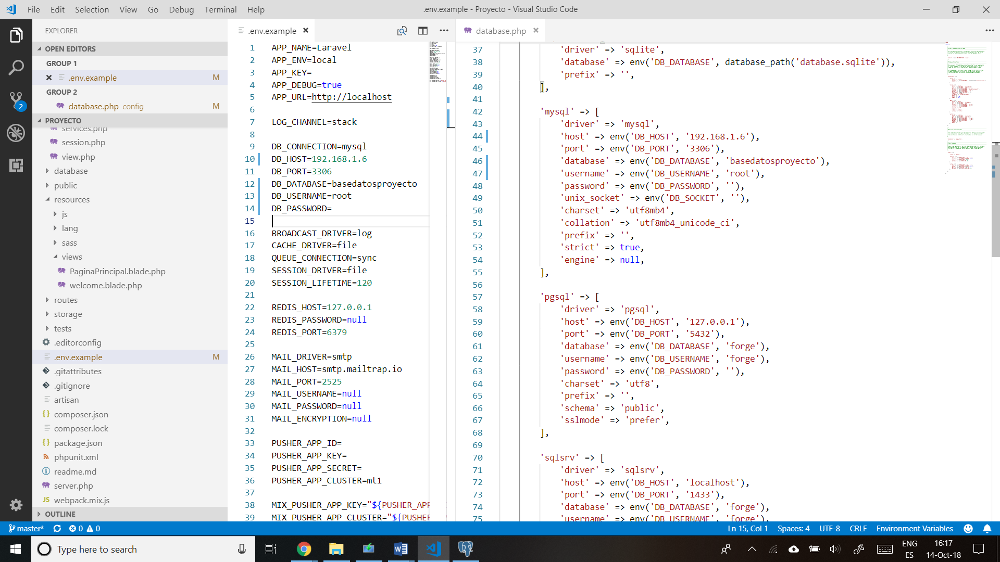 File Edit Selection View Go Debug Terminal Help
.env.example - Proyecto - Visual Studio Code
EXPLORER
OPEN EDITORS
GROUP 1
.env.example M
GROUP 2
database.php config M
PROYECTO
services.php
session.php
view.php
database
public
resources
js
lang
sass
views
PaginaPrincipal.blade.php
welcome.blade.php
routes
storage
tests
.editorconfig
.env.example M
.gitattributes
.gitignore
artisan
composer.json
composer.lock
package.json
phpunit.xml
readme.md
server.php
JS webpack.mix.js
OUTLINE
.env.example
1 APP_NAME=Laravel
2 APP_ENV=local
3 APP_KEY=
4 APP_DEBUG=true
5 APP_URL=http://localhost
6
7 LOG_CHANNEL=stack
8
9 DB_CONNECTION=mysql
10 DB_HOST=192.168.1.6
11 DB_PORT=3306
12 DB_DATABASE=basedatosproyecto
13 DB_USERNAME=root
14 DB_PASSWORD=
15
16 BROADCAST_DRIVER=log
17 CACHE_DRIVER=file
18 QUEUE_CONNECTION=sync
19 SESSION_DRIVER=file
20 SESSION_LIFETIME=120
21
22 REDIS_HOST=127.0.0.1
23 REDIS_PASSWORD=null
24 REDIS_PORT=6379
25
26 MAIL_DRIVER=smtp
27 MAIL_HOST=smtp.mailtrap.io
28 MAIL_PORT=2525
29 MAIL_USERNAME=null
30 MAIL_PASSWORD=null
31 MAIL_ENCRYPTION=null
32
33 PUSHER_APP_ID=
34 PUSHER_APP_KEY=
35 PUSHER_APP_SECRET=
36 PUSHER_APP_CLUSTER=mt1
37
38 MIX_PUSHER_APP_KEY="${PUSHER_APP
39 MIX_PUSHER_APP_CLUSTER="${PUSHER
database.php
37 'driver' => 'sqlite',
38 'database' => env('DB_DATABASE', database_path('database.sqlite')),
39 'prefix' => '',
40 ],
41
42 'mysql' => [
43 'driver' => 'mysql',
44 'host' => env('DB_HOST', '192.168.1.6'),
45 'port' => env('DB_PORT', '3306'),
46 'database' => env('DB_DATABASE', 'basedatosproyecto'),
47 'username' => env('DB_USERNAME', 'root'),
48 'password' => env('DB_PASSWORD', ''),
49 'unix_socket' => env('DB_SOCKET', ''),
50 'charset' => 'utf8mb4',
51 'collation' => 'utf8mb4_unicode_ci',
52 'prefix' => '',
53 'strict' => true,
54 'engine' => null,
55 ],
56
57 'pgsql' => [
58 'driver' => 'pgsql',
59 'host' => env('DB_HOST', '127.0.0.1'),
60 'port' => env('DB_PORT', '5432'),
61 'database' => env('DB_DATABASE', 'forge'),
62 'username' => env('DB_USERNAME', 'forge'),
63 'password' => env('DB_PASSWORD', ''),
64 'charset' => 'utf8',
65 'prefix' => '',
66 'schema' => 'public',
67 'sslmode' => 'prefer',
68 ],
69
70 'sqlsrv' => [
71 'driver' => 'sqlsrv',
72 'host' => env('DB_HOST', 'localhost'),
73 'port' => env('DB_PORT', '1433'),
74 'database' => env('DB_DATABASE', 'forge'),
75 'username' => env('DB_USERNAME', 'forge'),
2
master* 0 0
Ln 15, Col 1 Spaces: 4 UTF-8 CRLF Environment Variables
Type here to search
ENG
ES
16:17
14-Oct-18